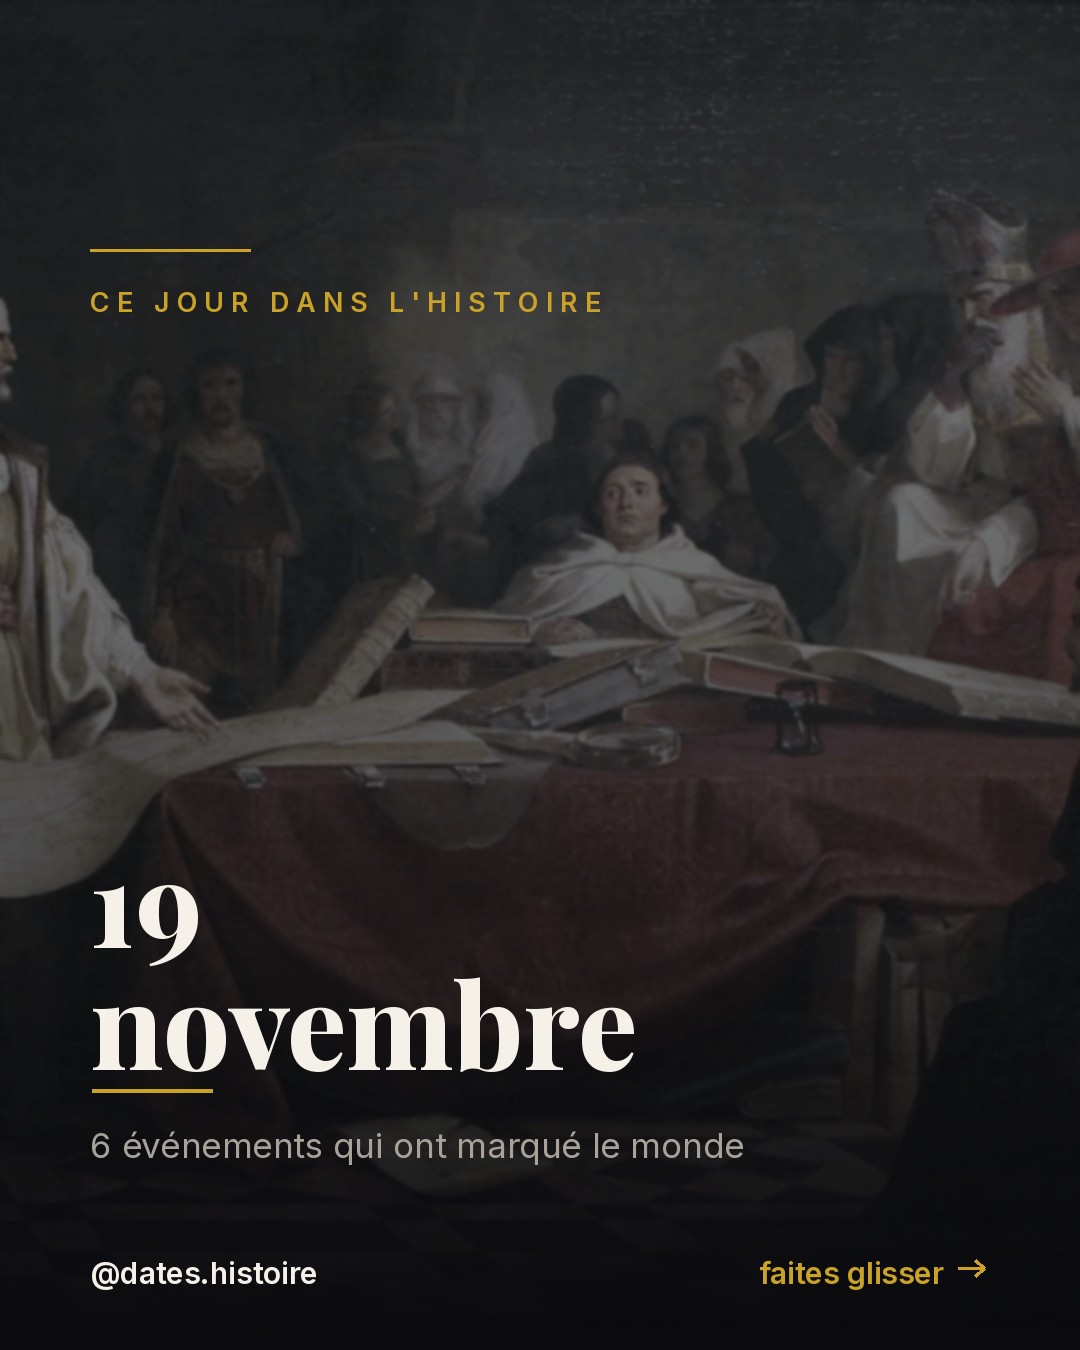 CE JOUR DANS L'HISTOIRE
19
novembre
6 événements qui ont marqué le monde
@dates.histoire
faites glisser →